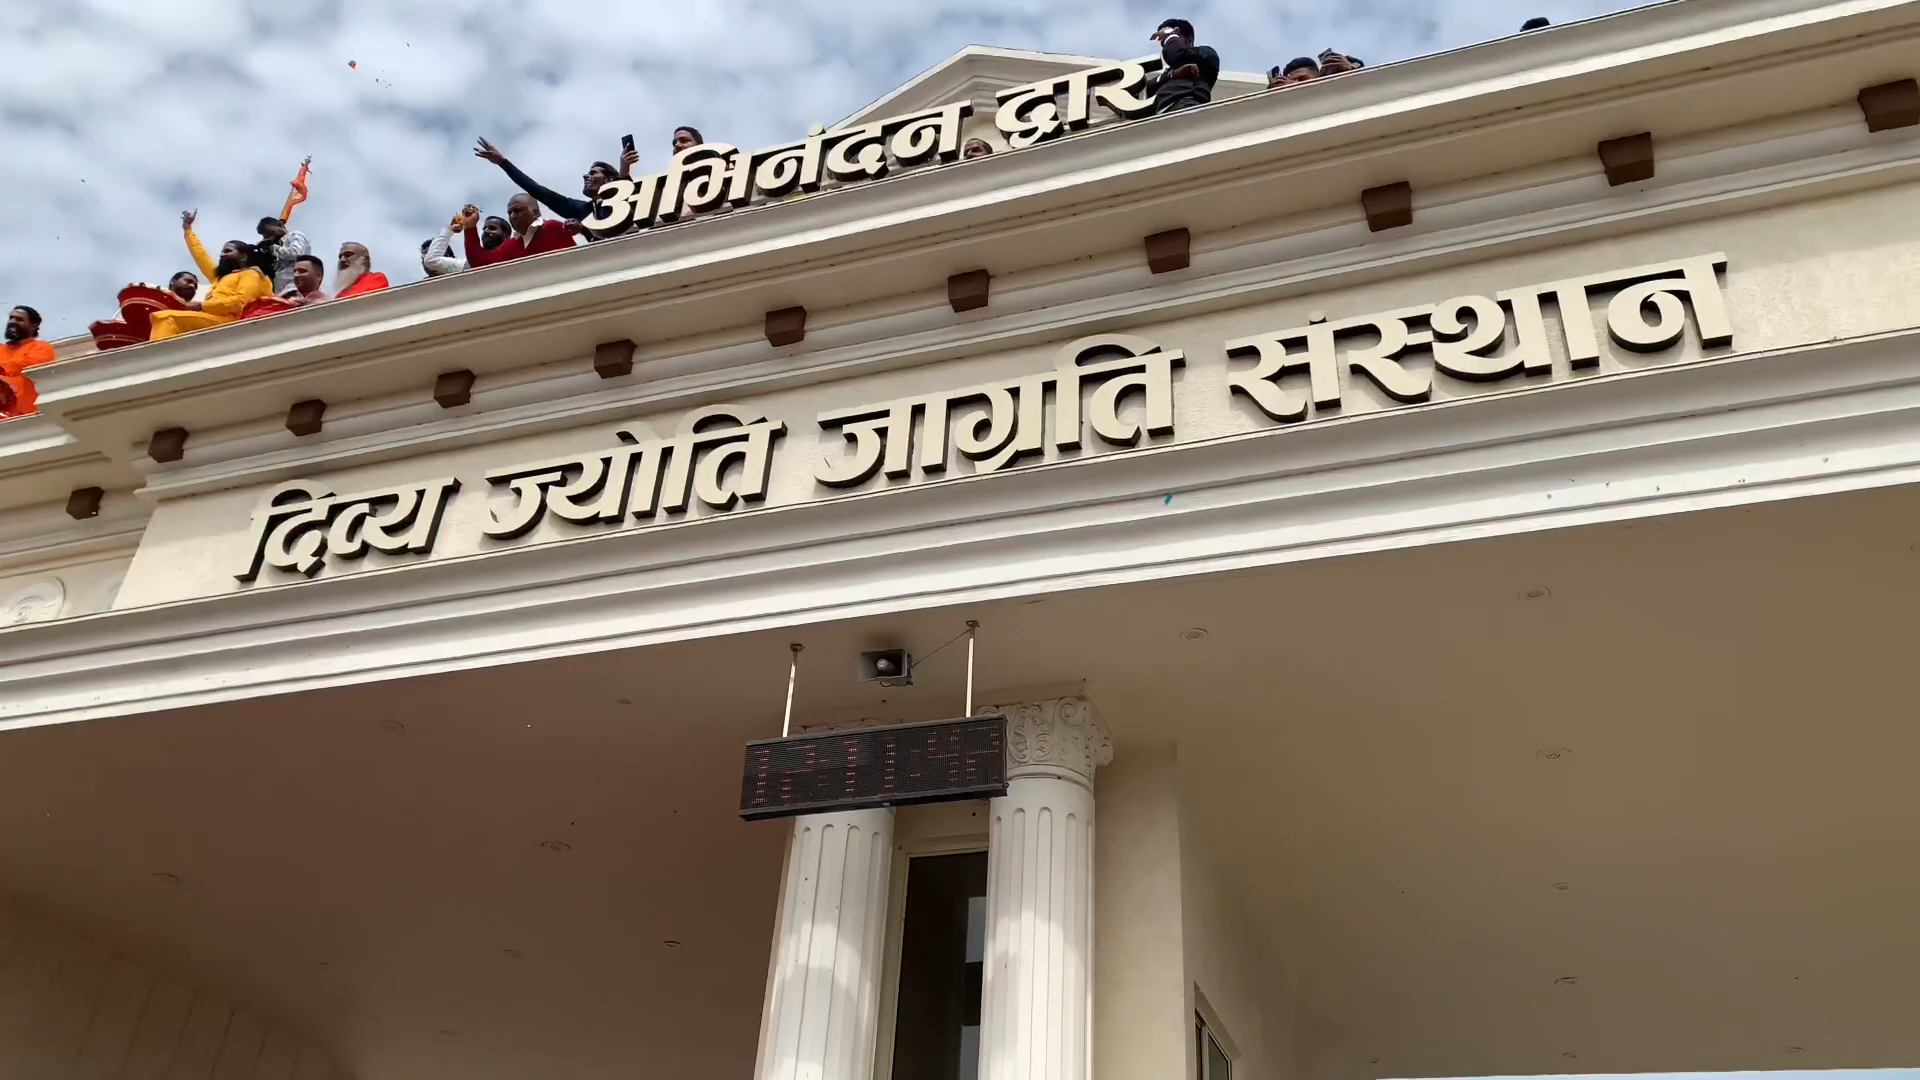 अभिनंदन द्वार
दिव्य ज्योति जाग्रति संस्थान